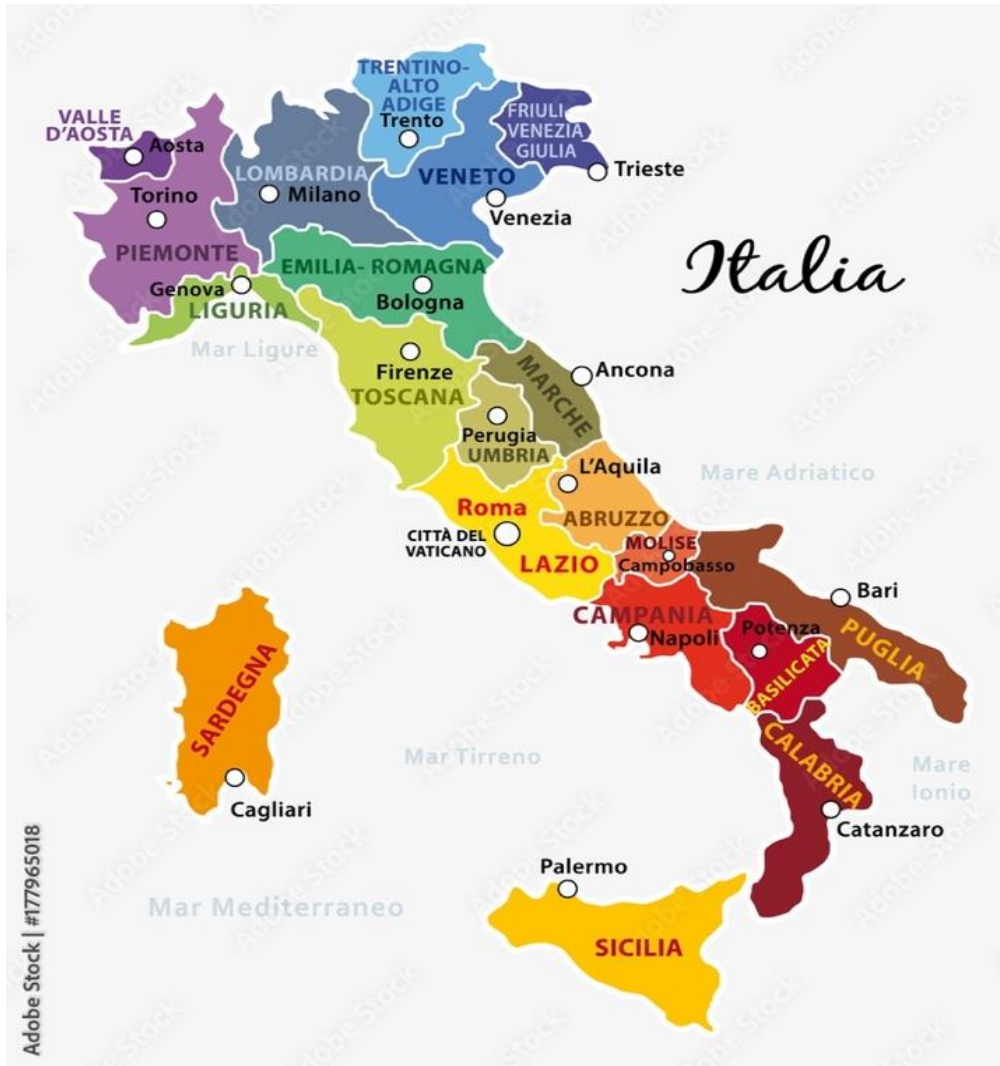 TRENTINO-
ALTO
ADIGE
Trento
FRIULI
VENEZIA
GIULIA
VALLE
D'AOSTA
Aosta
LOMBARDIA
Milano
VENETO
Trieste
Venezia
Torino
PIEMONTE
Italia
EMILIA- ROMAGNA
Bologna
Genova
LIGURIA
Mar Ligure
Firenze
TOSCANA
MARCHE
Ancona
Perugia
UMBRIA
L'Aquila
Mare Adriatico
Roma
ABRUZZO
CITTÀ DEL
VATICANO
LAZIO
MOLISE
Campobasso
Bari
CAMPANIA
Napoli
Potenza
PUGLIA
BASILICATA
SARDEGNA
CALABRIA
Mar Tirreno
Mare
Ionio
Cagliari
Catanzaro
Palermo
Mar Mediterraneo
SICILIA
Adobe Stock | #177965018
Adobe Stock